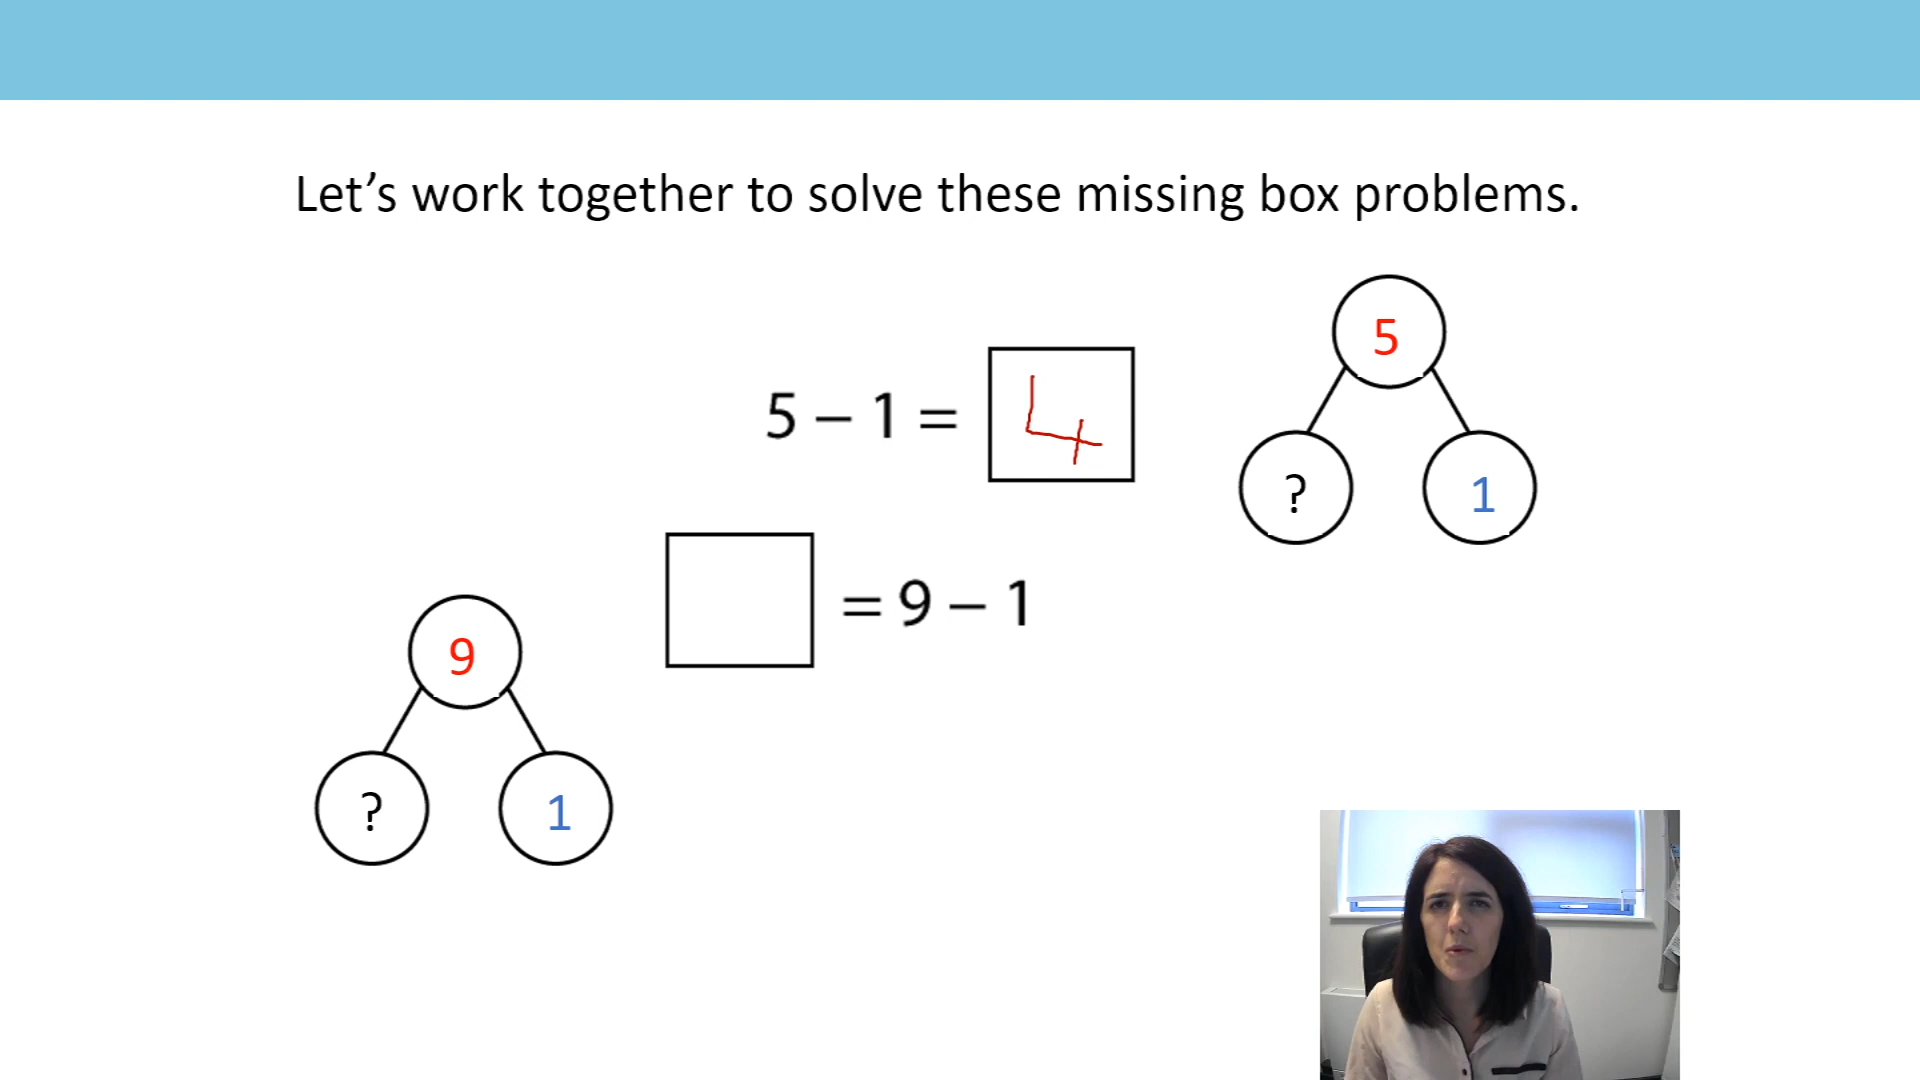 Let's work together to solve these missing box problems.
5
5 – 1 = 4
? 1
= 9 – 1
9
? 1